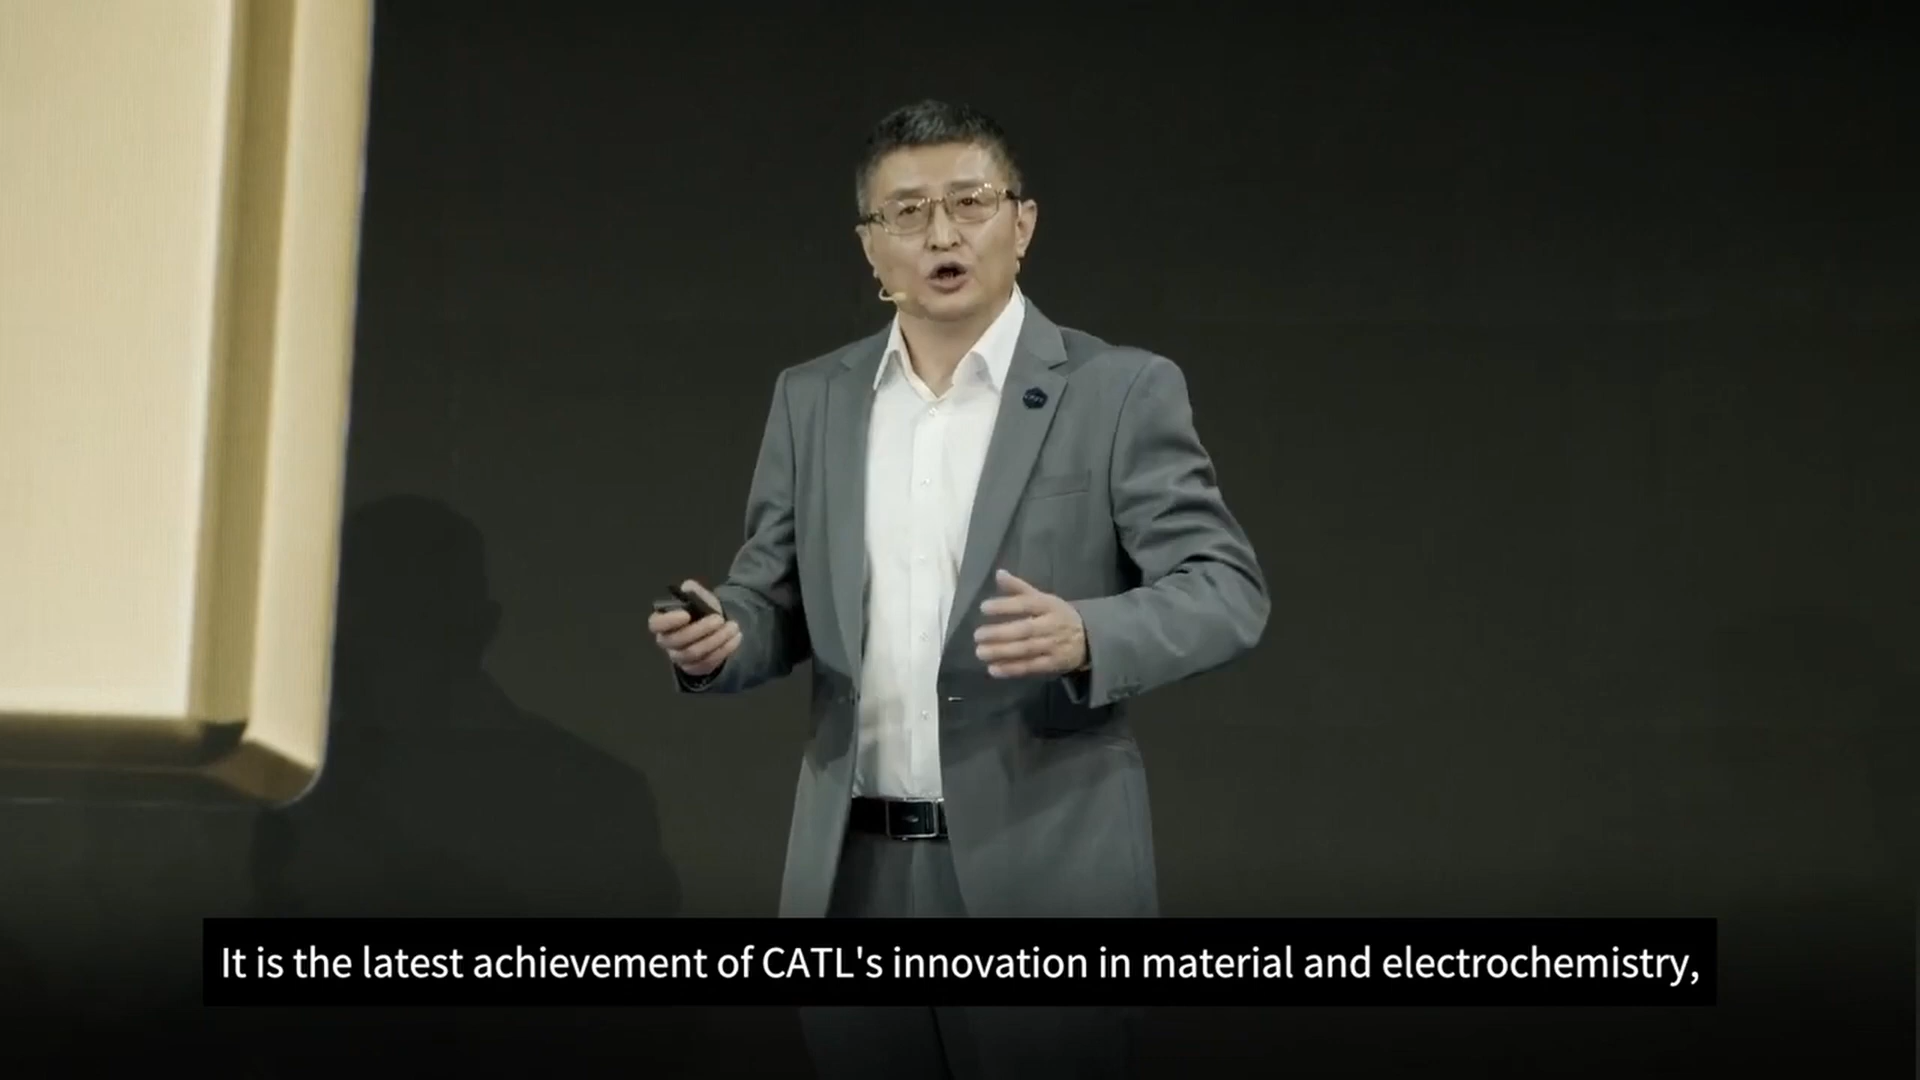 It is the latest achievement of CATL's innovation in material and electrochemistry,